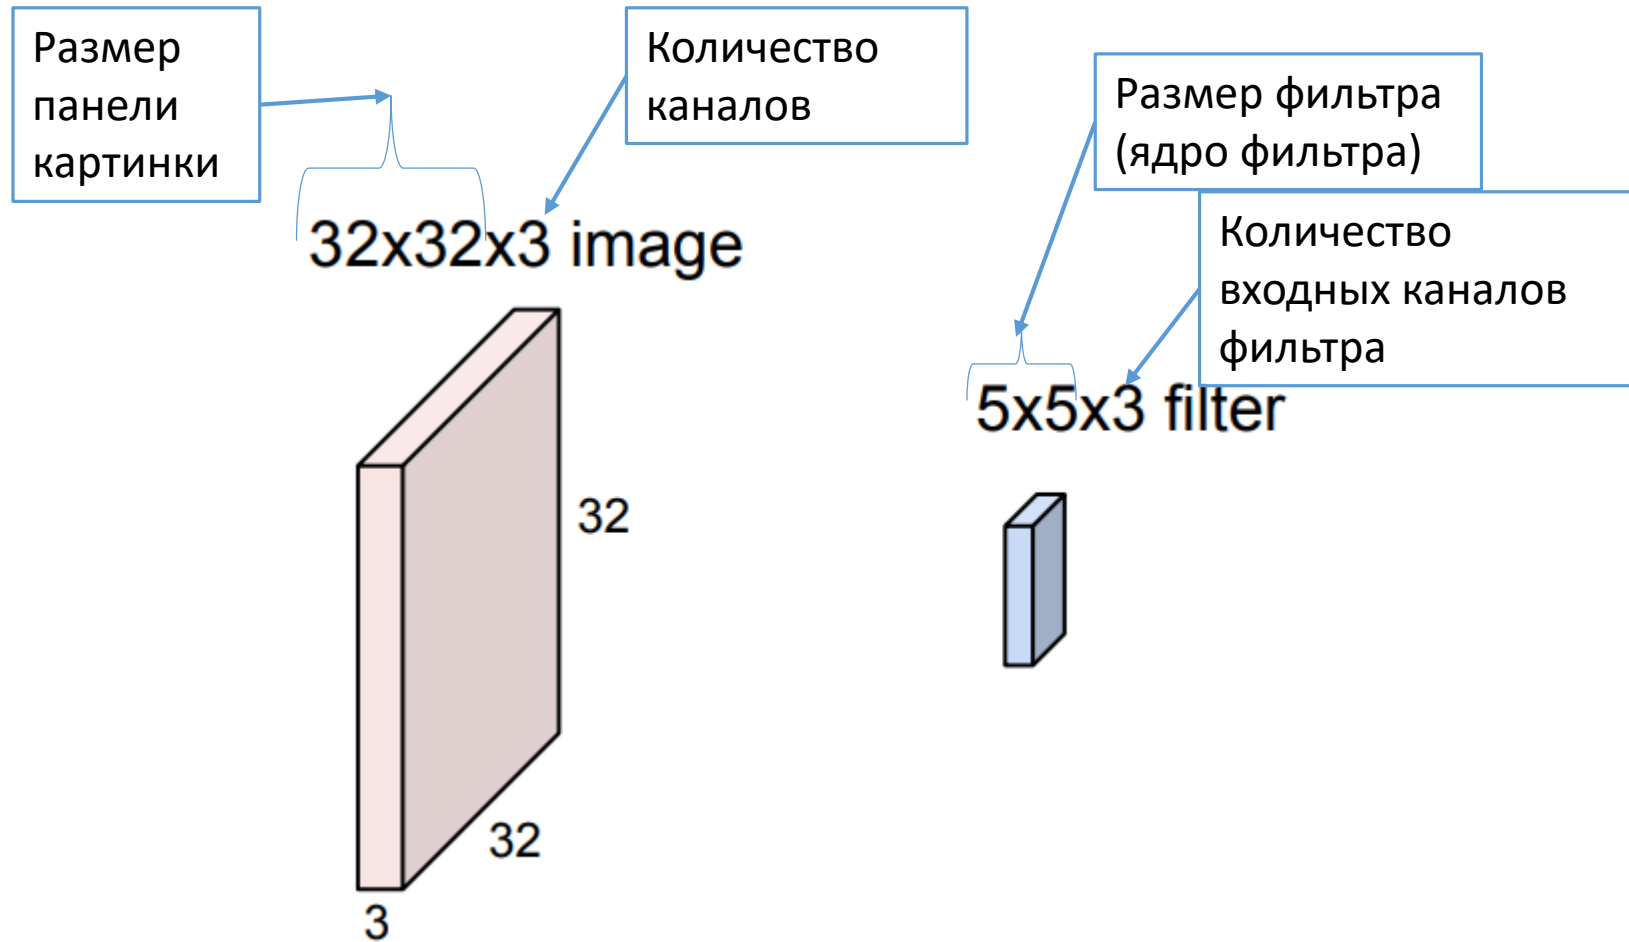 Размер
панели
картинки
Количество
каналов
Размер фильтра
(ядро фильтра)
Количество
входных каналов
фильтра
32x32x3 image
5x5x3 filter
32
32
3